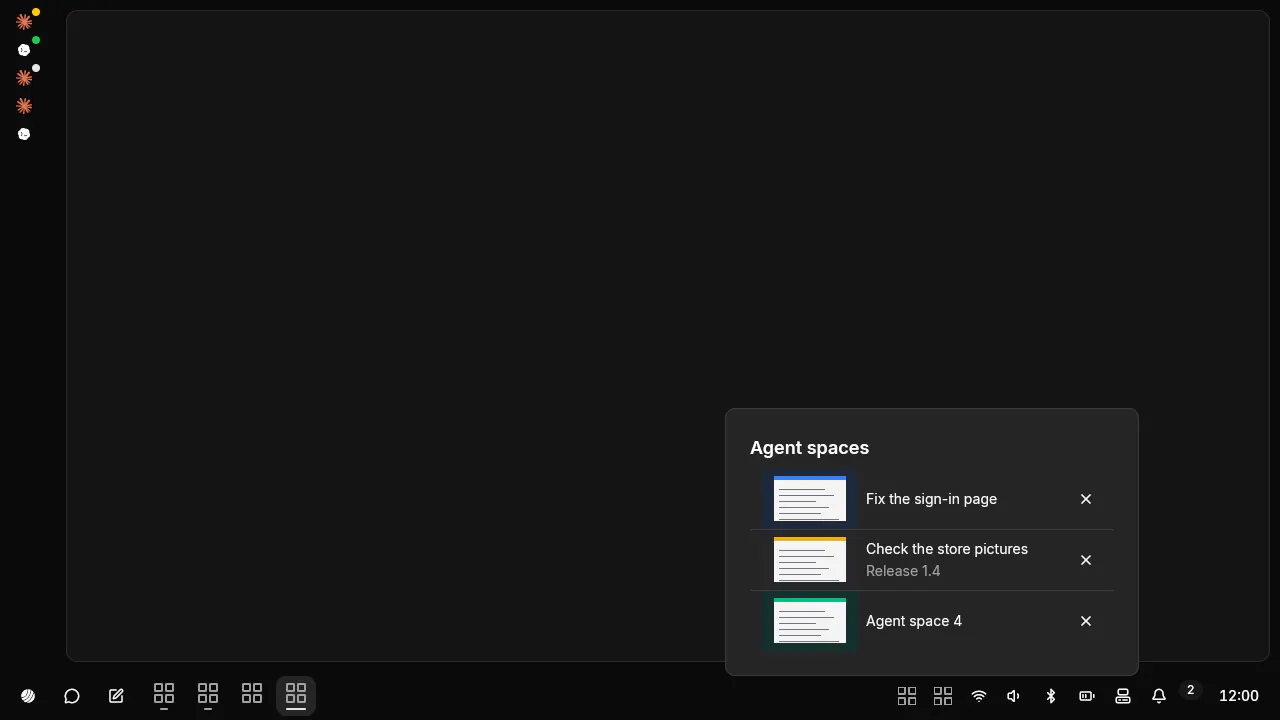 Agent spaces
Fix the sign-in page
Check the store pictures
Release 1.4
Agent space 4
2
12:00